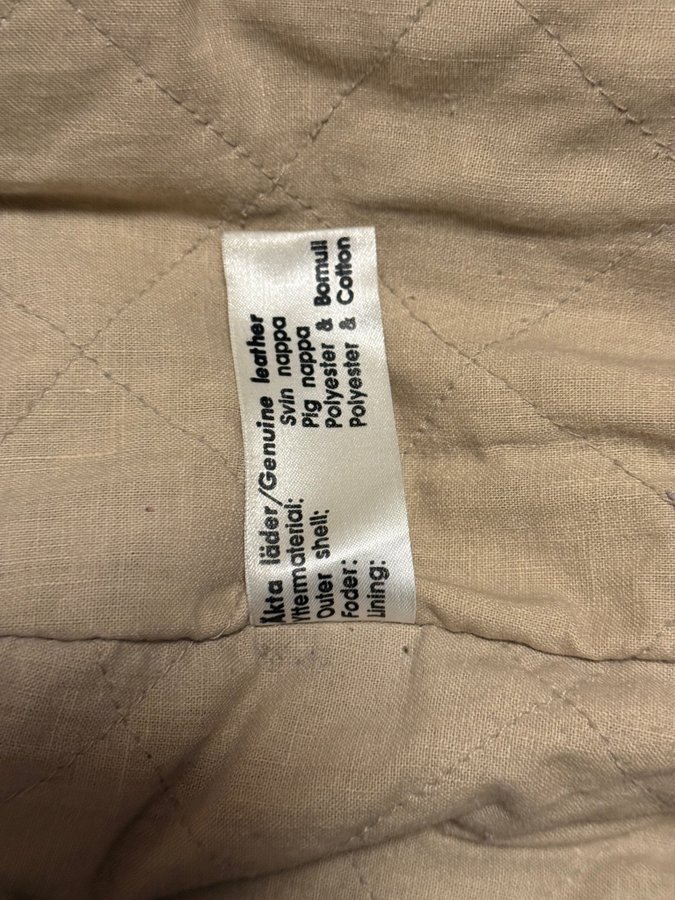 Äkta läder/Genuine leather
Yttermaterial: Svin nappa
Outer shell: Pig nappa
Foder: Polyester & Bomull
Lining: Polyester & Cotton